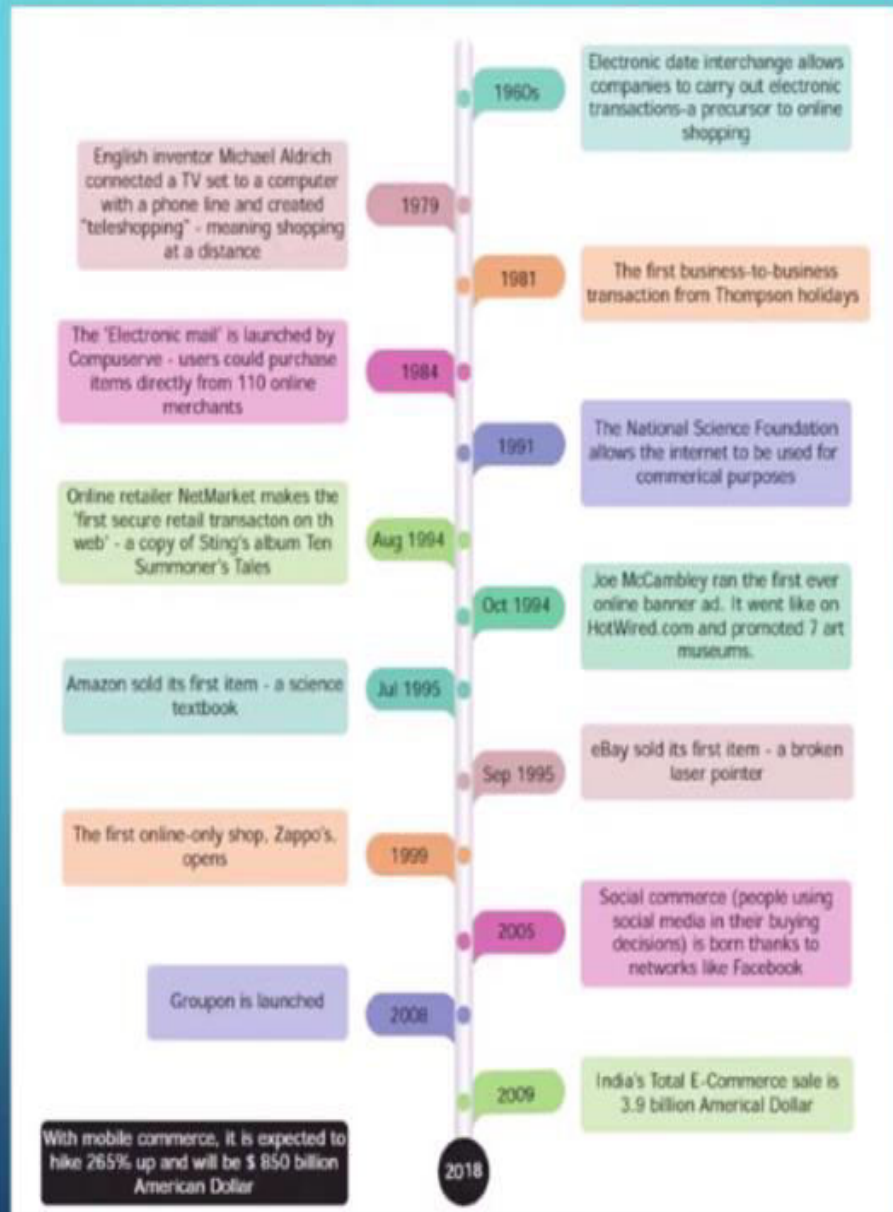 1960s
Electronic date interchange allows
companies to carry out electronic
transactions-a precursor to online
shopping
1979
English inventor Michael Aldrich
connected a TV set to a computer
with a phone line and created
"teleshopping" - meaning shopping
at a distance
1981
The first business-to-business
transaction from Thompson holidays
1984
The 'Electronic mail' is launched by
Compuserve - users could purchase
items directly from 110 online
merchants
1991
The National Science Foundation
allows the internet to be used for
commerical purposes
Aug 1994
Online retailer NetMarket makes the
'first secure retail transacton on th
web' - a copy of Sting's album Ten
Summoner's Tales
Oct 1994
Joe McCambley ran the first ever
online banner ad. It went like on
HotWired.com and promoted 7 art
museums.
Jul 1995
Amazon sold its first item - a science
textbook
Sep 1995
eBay sold its first item - a broken
laser pointer
1999
The first online-only shop, Zappo's,
opens
2005
Social commerce (people using
social media in their buying
decisions) is born thanks to
networks like Facebook
2008
Groupon is launched
2009
India's Total E-Commerce sale is
3.9 billion Americal Dollar
2018
With mobile commerce, it is expected to
hike 265% up and will be $ 850 billion
American Dollar